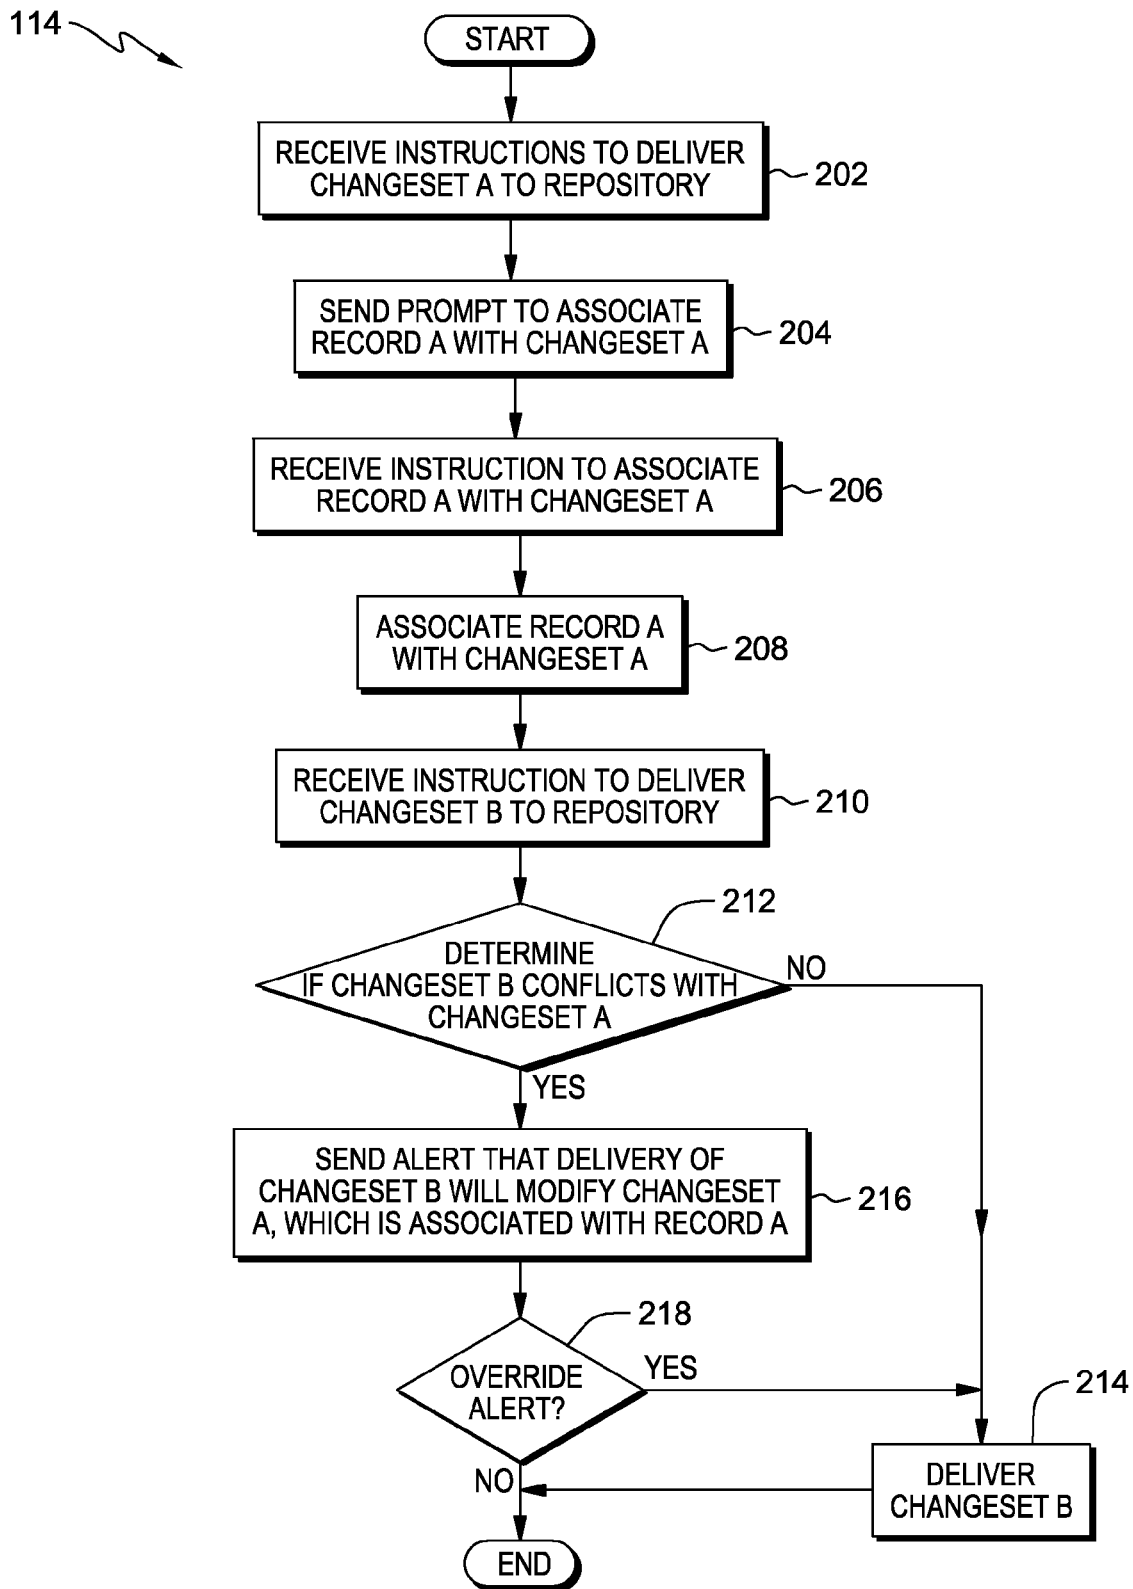 114
START
RECEIVE INSTRUCTIONS TO DELIVER
CHANGESET A TO REPOSITORY
202
SEND PROMPT TO ASSOCIATE
RECORD A WITH CHANGESET A
204
RECEIVE INSTRUCTION TO ASSOCIATE
RECORD A WITH CHANGESET A
206
ASSOCIATE RECORD A
WITH CHANGESET A
208
RECEIVE INSTRUCTION TO DELIVER
CHANGESET B TO REPOSITORY
210
212
DETERMINE
IF CHANGESET B CONFLICTS WITH
CHANGESET A
NO
YES
SEND ALERT THAT DELIVERY OF
CHANGESET B WILL MODIFY CHANGESET
A, WHICH IS ASSOCIATED WITH RECORD A
216
218
OVERRIDE
ALERT?
YES
214
NO
DELIVER
CHANGESET B
END